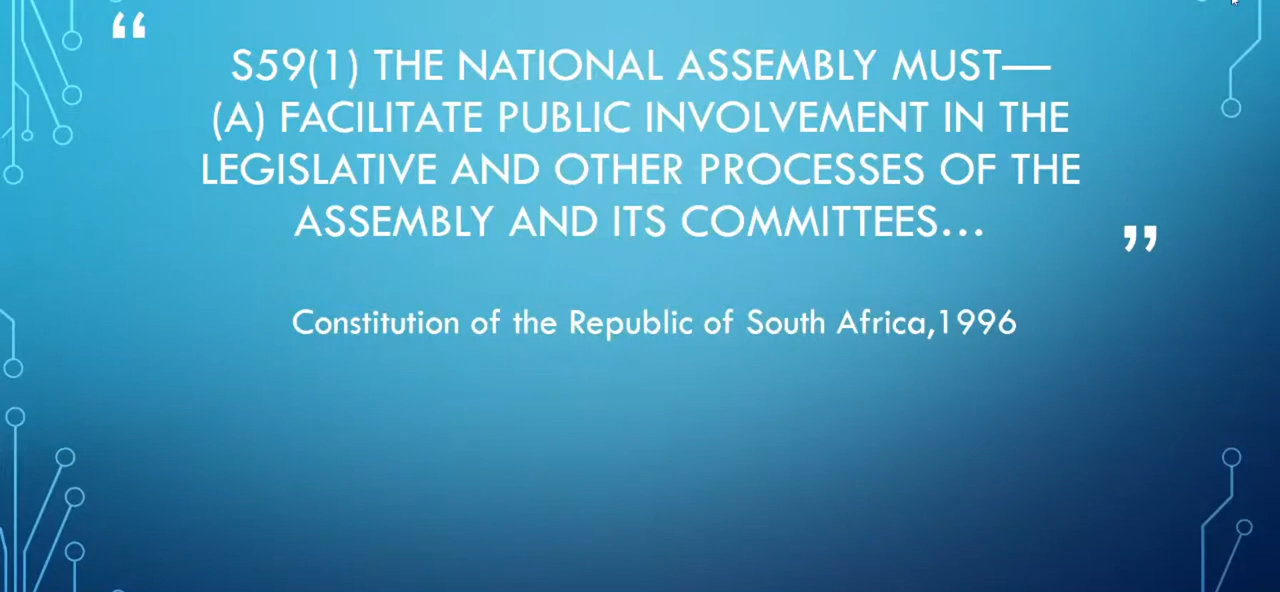 “
S59(1) THE NATIONAL ASSEMBLY MUST—
(A) FACILITATE PUBLIC INVOLVEMENT IN THE
LEGISLATIVE AND OTHER PROCESSES OF THE
ASSEMBLY AND ITS COMMITTEES…
”
Constitution of the Republic of South Africa,1996